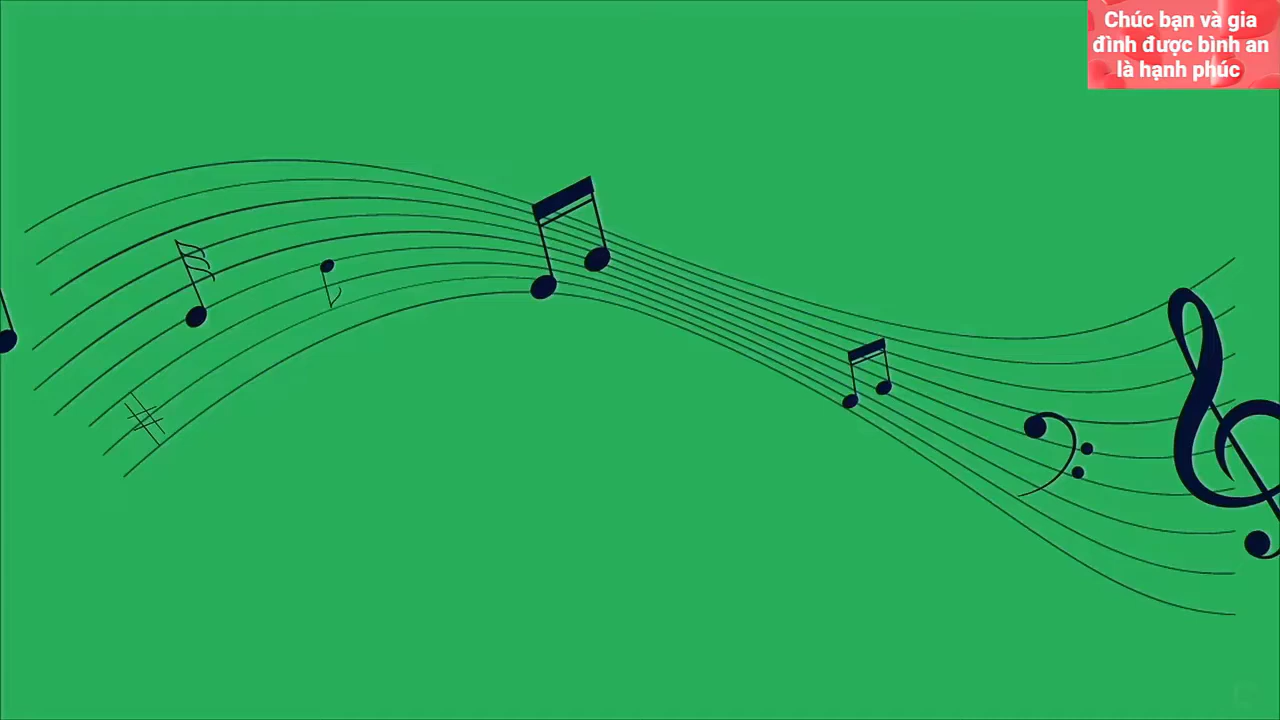 Chúc bạn và gia
đình được bình an
là hạnh phúc